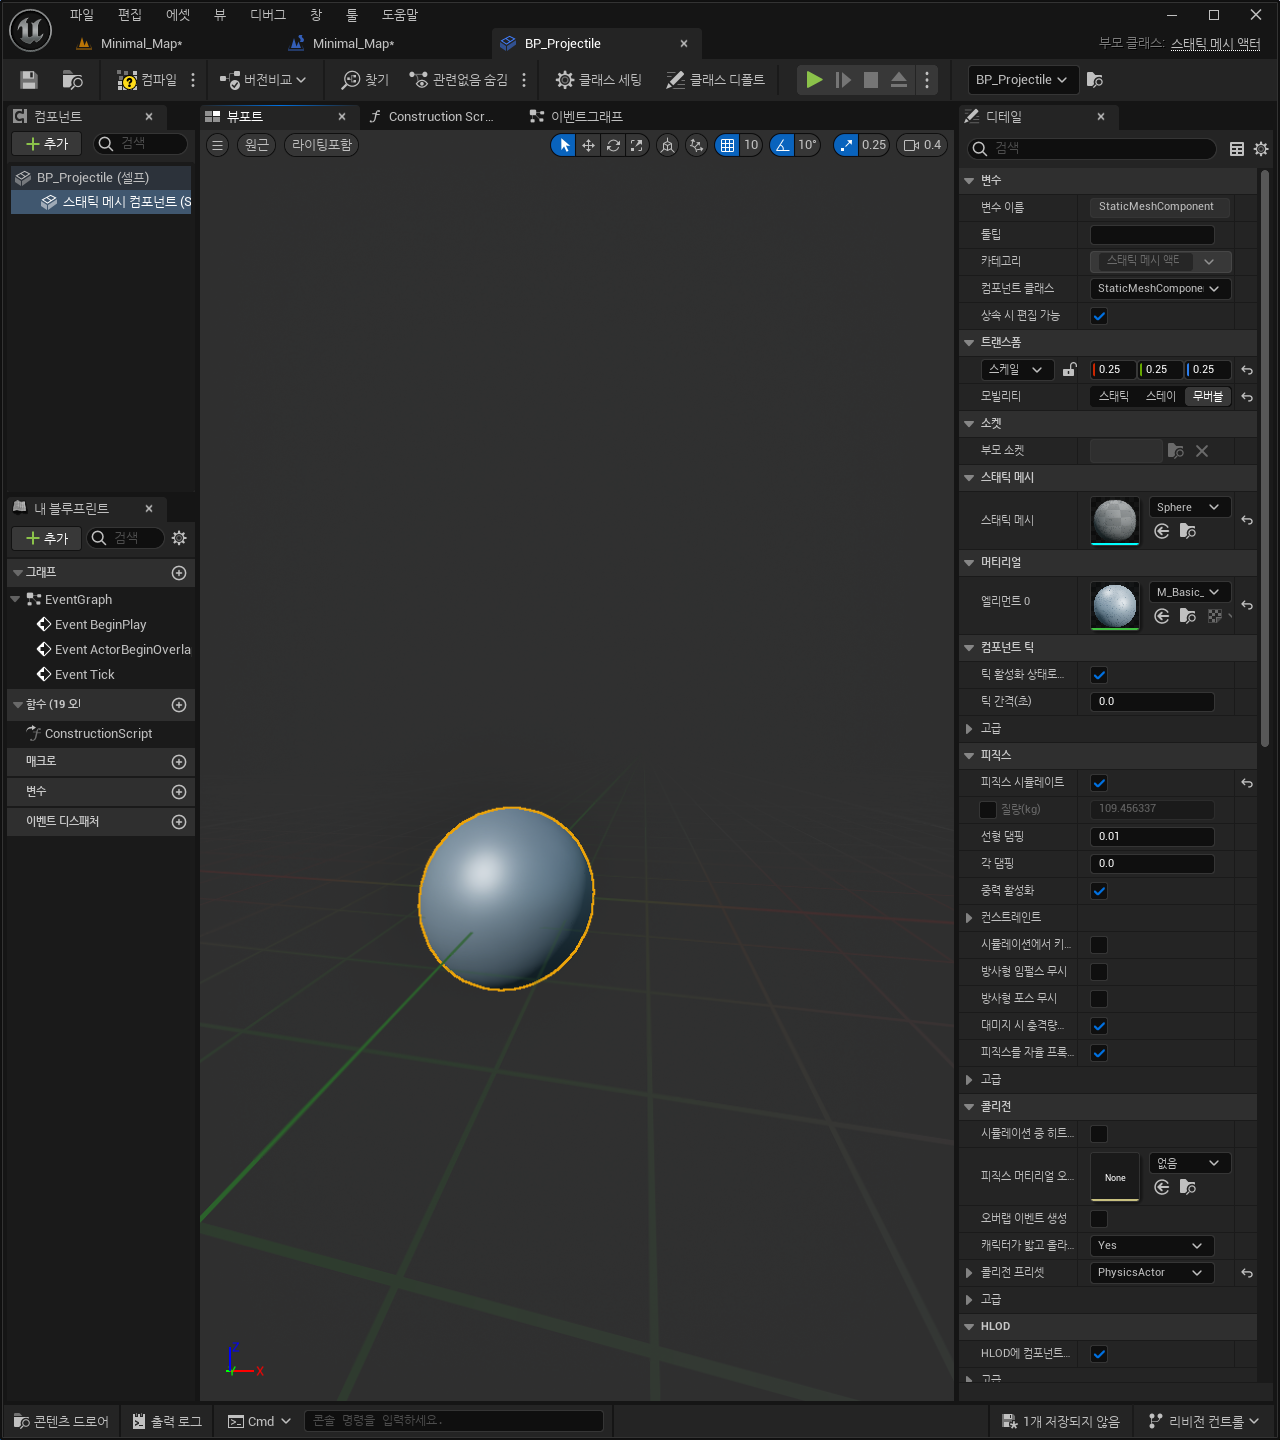 파일 편집 에셋 뷰 디버그 창 툴 도움말
Minimal_Map* Minimal_Map* BP_Projectile
부모 클래스: 스태틱 메시 액터
컴파일 버전비교 찾기 관련없음 숨김 클래스 세팅 클래스 디폴트 BP_Projectile
컴포넌트
추가 검색
BP_Projectile (셀프)
스태틱 메시 컴포넌트 (S
내 블루프린트
추가 검색
그래프
EventGraph
Event BeginPlay
Event ActorBeginOverla
Event Tick
함수 (19 오!
ConstructionScript
매크로
변수
이벤트 디스패처
뷰포트 Construction Scr... 이벤트그래프
원근 라이팅포함 10 10° 0.25 0.4
Z
Y
X
디테일
검색
변수
변수 이름 StaticMeshComponent
툴팁
카테고리 스태틱 메시 액터
컴포넌트 클래스 StaticMeshCompone
상속 시 편집 가능
트랜스폼
스케일 0.25 0.25 0.25
모빌리티 스태틱 스테이 무버블
소켓
부모 소켓
스태틱 메시
스태틱 메시 Sphere
머티리얼
엘리먼트 0 M_Basic_
컴포넌트 틱
틱 활성화 상태로...
틱 간격(초) 0.0
고급
피직스
피직스 시뮬레이트
질량(kg) 109.456337
선형 댐핑 0.01
각 댐핑 0.0
중력 활성화
컨스트레인트
시뮬레이션에서 키...
방사형 임펄스 무시
방사형 포스 무시
대미지 시 충격량...
피직스를 자율 프록...
고급
콜리전
시뮬레이션 중 히트...
피직스 머티리얼 오... None 없음
오버랩 이벤트 생성
캐릭터가 밟고 올라... Yes
콜리전 프리셋 PhysicsActor
고급
HLOD
HLOD에 컴포넌트...
고급
콘텐츠 드로어 출력 로그 Cmd 콘솔 명령을 입력하세요. 1개 저장되지 않음 리비전 컨트롤